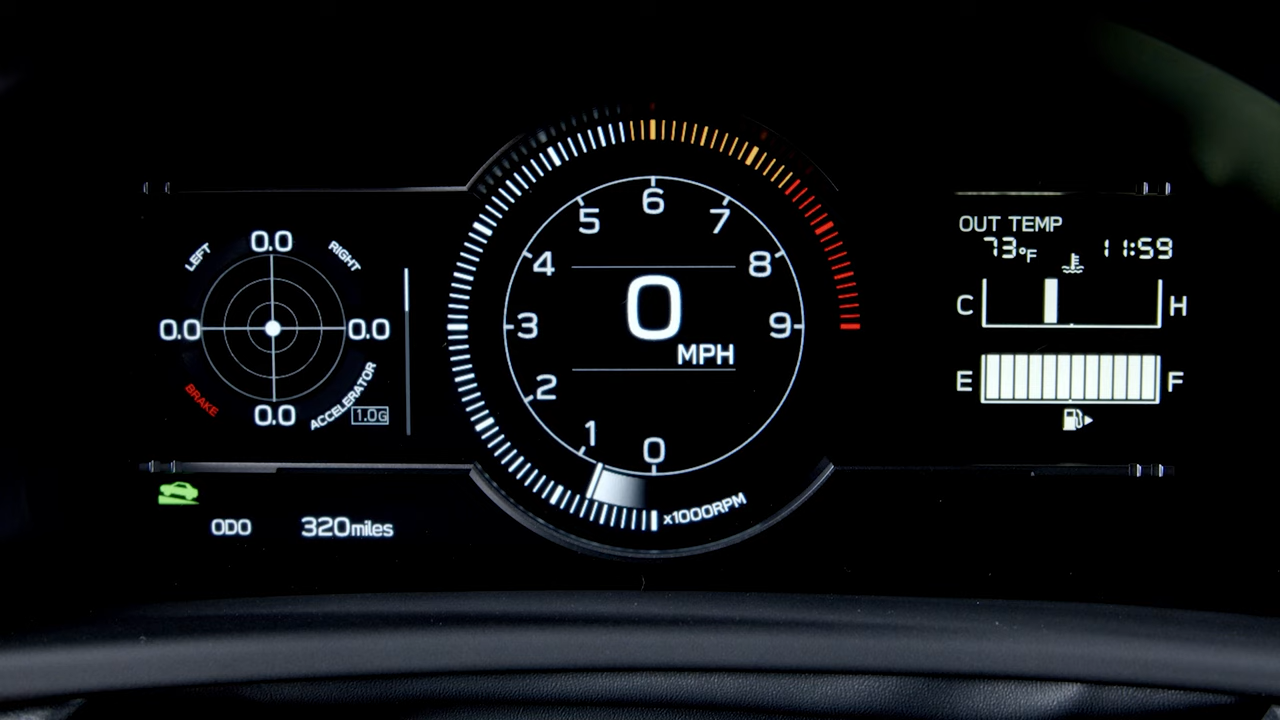 LEFT
0.0
RIGHT
0.0
0.0
BRAKE
0.0
ACCELERATOR
1.0G
ODO
320miles
0
1
2
3
4
5
6
7
8
9
0
MPH
x1000RPM
OUT TEMP
73°F
11:59
C
H
E
F